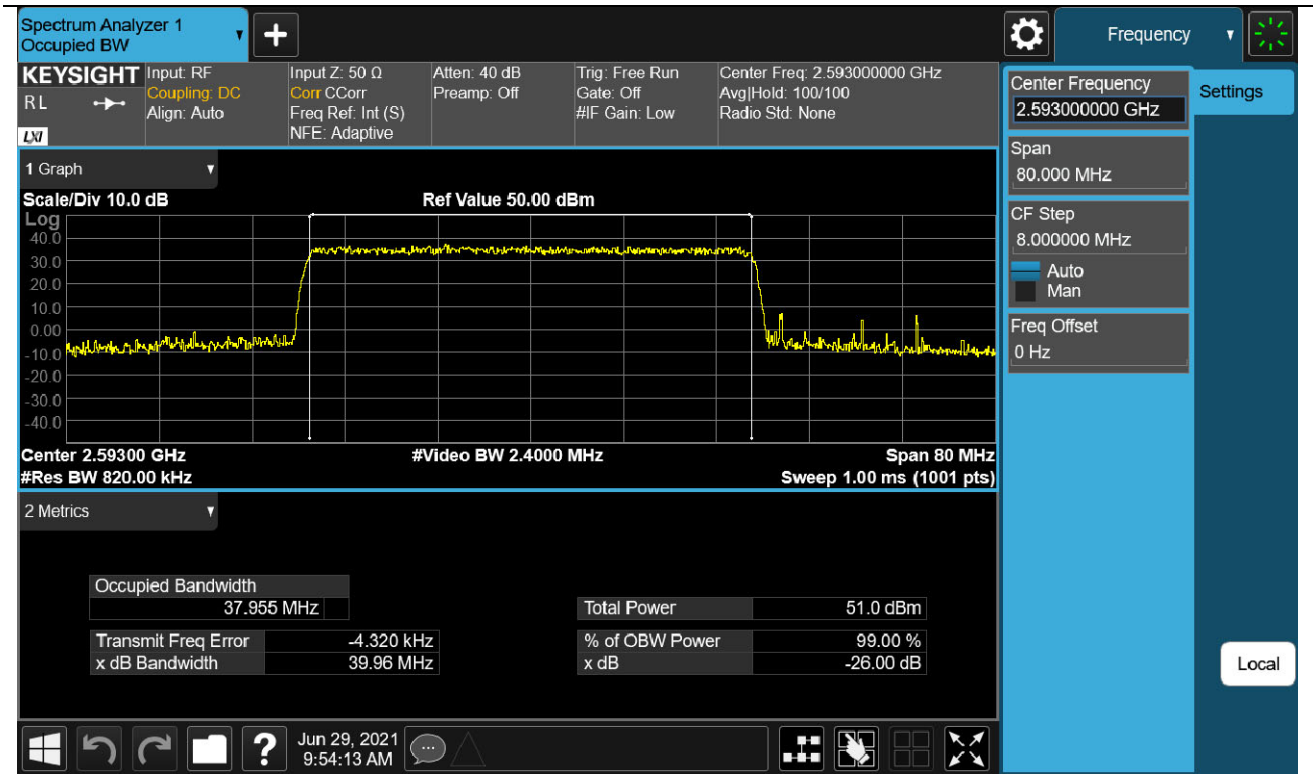 Spectrum Analyzer 1
Occupied BW
+
Frequency
KEYSIGHT
RL
LXI
Input: RF
Coupling: DC
Align: Auto
Input Z: 50 Ω
Corr CCorr
Freq Ref: Int (S)
NFE: Adaptive
Atten: 40 dB
Preamp: Off
Trig: Free Run
Gate: Off
#IF Gain: Low
Center Freq: 2.593000000 GHz
Avg|Hold: 100/100
Radio Std: None
Center Frequency
2.593000000 GHz
Settings
Span
80.000 MHz
CF Step
8.000000 MHz
Auto
Man
Freq Offset
0 Hz
1 Graph
Scale/Div 10.0 dB
Ref Value 50.00 dBm
Log
40.0
30.0
20.0
10.0
0.00
-10.0
-20.0
-30.0
-40.0
Center 2.59300 GHz
#Video BW 2.4000 MHz
Span 80 MHz
#Res BW 820.00 kHz
Sweep 1.00 ms (1001 pts)
2 Metrics
Occupied Bandwidth
37.955 MHz
Total Power 51.0 dBm
Transmit Freq Error -4.320 kHz
% of OBW Power 99.00 %
x dB Bandwidth 39.96 MHz
x dB -26.00 dB
Local
?
Jun 29, 2021
9:54:13 AM